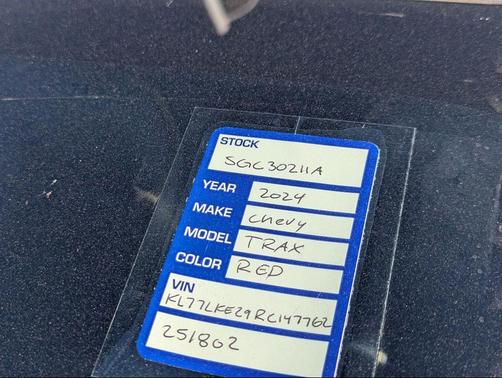 STOCK
SGC30211A
YEAR 2024
MAKE Chevy
MODEL TRAX
COLOR RED
VIN
KL77LKE29RC147762
251802